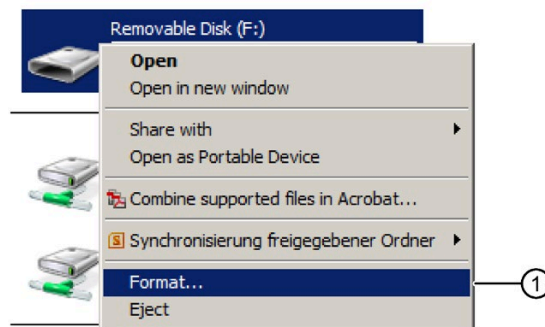 Removable Disk (F:)
Open
Open in new window
Share with
Open as Portable Device
Combine supported files in Acrobat...
Synchronisierung freigegebener Ordner
Format...
1
Eject